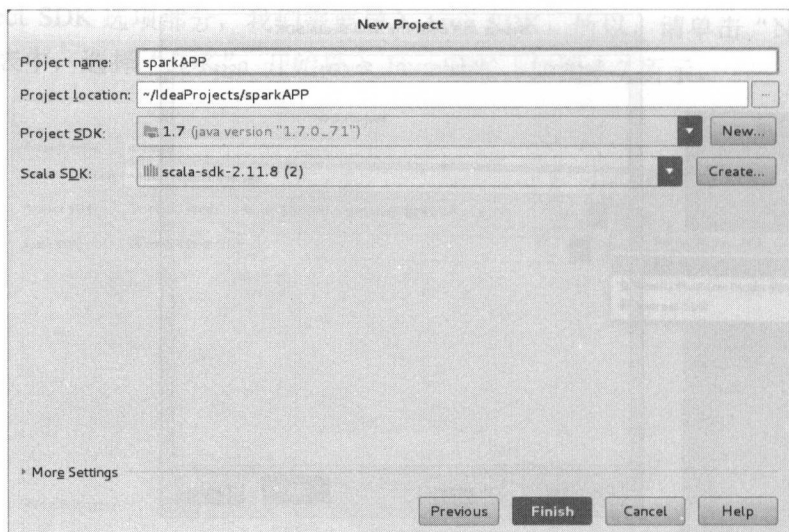 New Project
Project name: sparkAPP
Project Location: ~/IdeaProjects/sparkAPP ...
Project SDK: 1.7 (java version "1.7.0_71") New...
Scala SDK: scala-sdk-2.11.8 (2) Create...
More Settings
Previous Finish Cancel Help